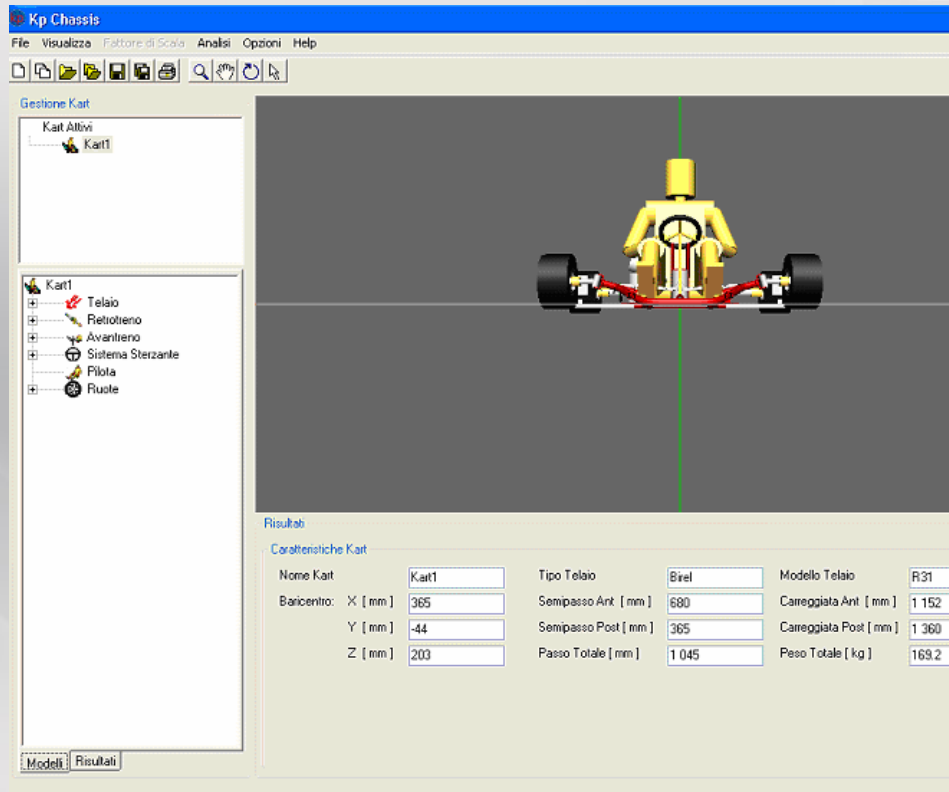 Kp Chassis
File Visualizza Fattore di Scala Analisi Opzioni Help
Gestione Kart
Kart Attivi
Kart1
Kart1
Telaio
Retrotreno
Avantreno
Sistema Sterzante
Pilota
Ruote
Modelli Risultati
Risultati
Caratteristiche Kart
Nome Kart Kart1 Tipo Telaio Birel Modello Telaio R31
Baricentro: X [ mm ] 365 Semipasso Ant [ mm ] 680 Carreggiata Ant [ mm ] 1 152
Y [ mm ] -44 Semipasso Post [ mm ] 365 Carreggiata Post [ mm ] 1 360
Z [ mm ] 203 Passo Totale [ mm ] 1 045 Peso Totale [ kg ] 169.2